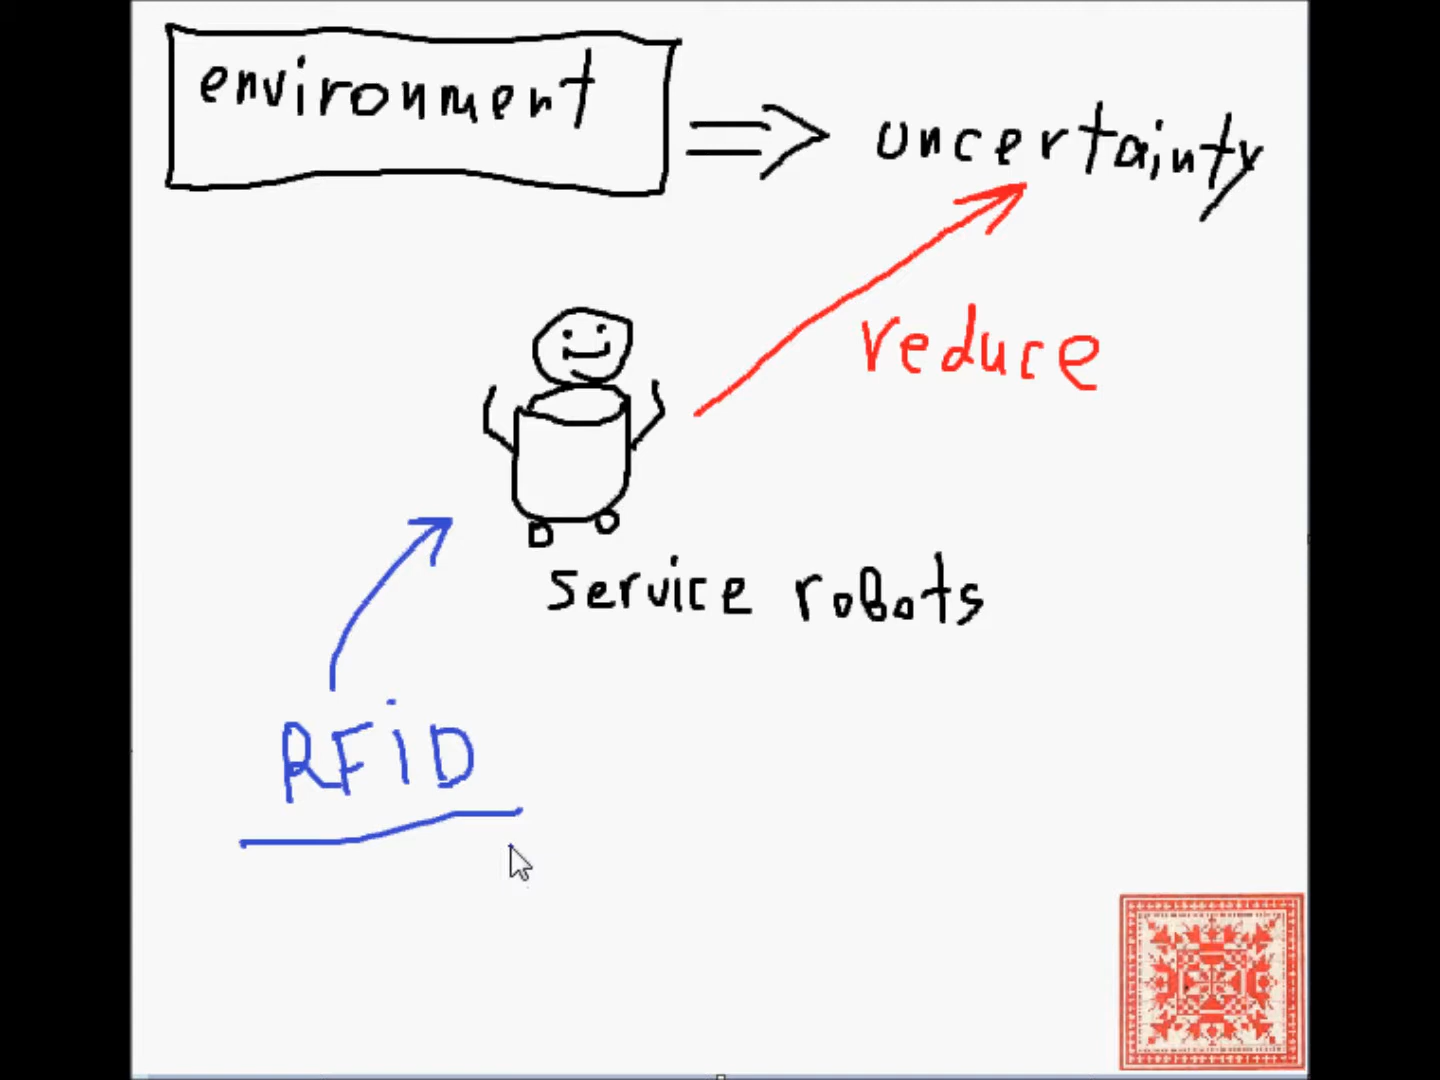 environment
uncertainty
reduce
service robots
RFiD